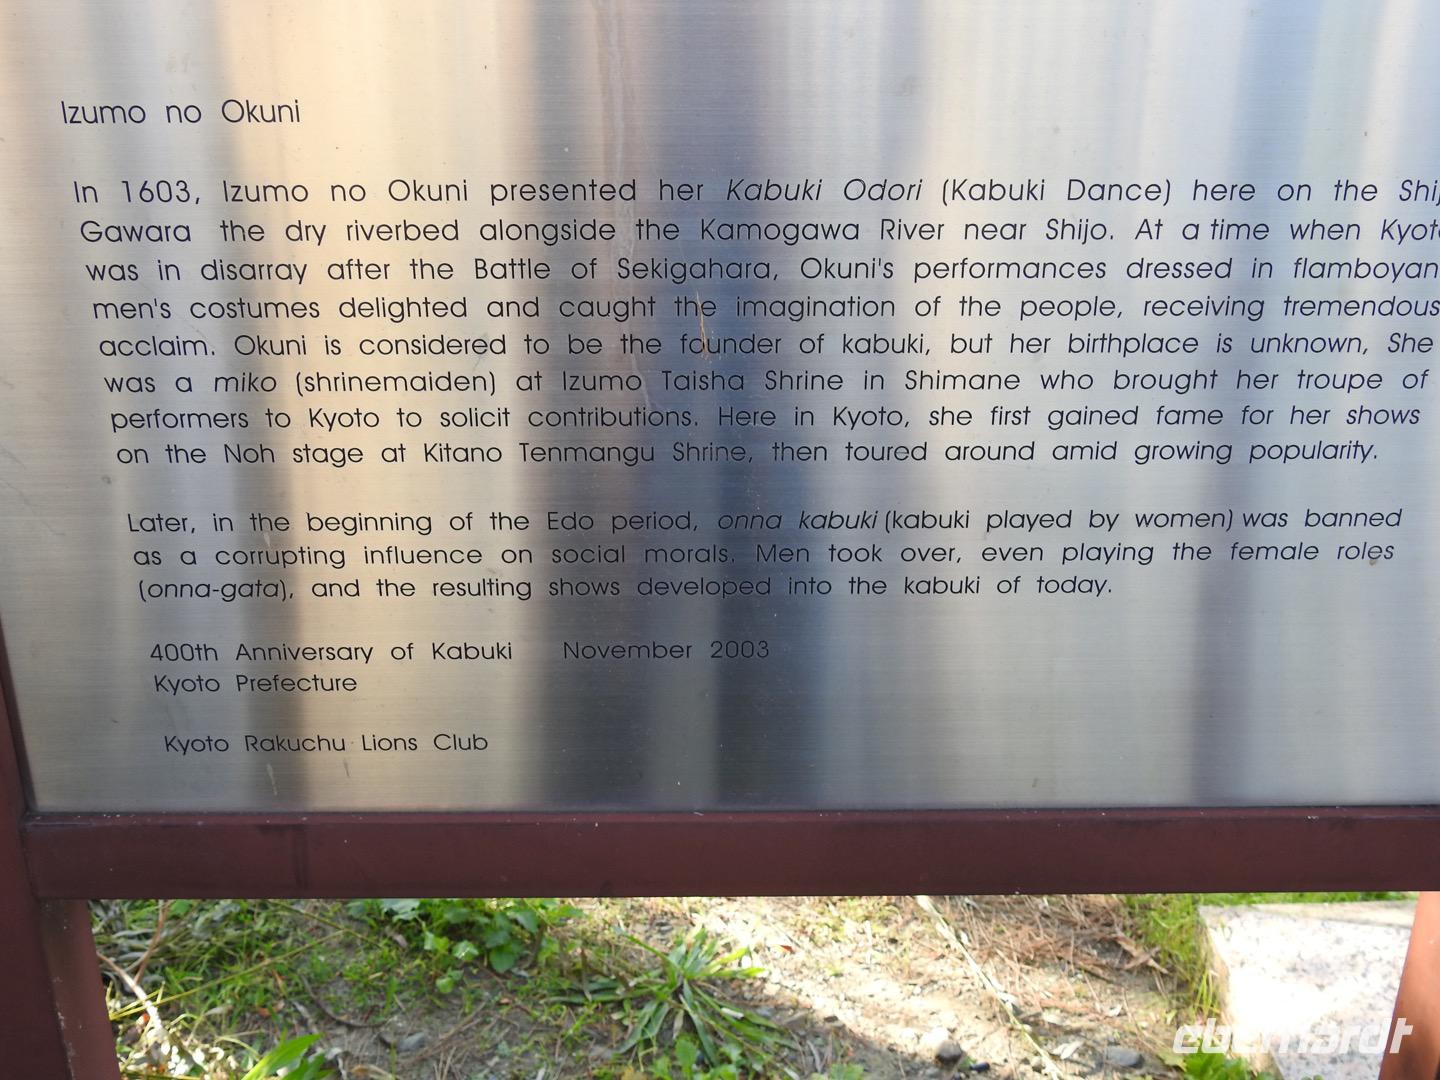 Izumo no Okuni
In 1603, Izumo no Okuni presented her Kabuki Odori (Kabuki Dance) here on the
Gawara the dry riverbed alongside the Kamogawa River near Shijo. At a time when
was in disarray after the Battle of Sekigahara, Okuni's performances dressed in
men's costumes delighted and caught the imagination of the people, receiving tremendous
acclaim. Okuni is considered to be the founder of kabuki, but her birthplace is unknown, She
was a miko (shrinemaiden) at Izumo Taisha Shrine in Shimane who brought her troupe of
performers to Kyoto to solicit contributions. Here in Kyoto, she first gained fame for her shows
on the Noh stage at Kitano Tenmangu Shrine, then toured around amid growing popularity.
Later, in the beginning of the Edo period, onna kabuki (kabuki played by women) was banned
as a corrupting influence on social morals. Men took over, even playing the female roles
(onna-gata), and the resulting shows developed into the kabuki of today.
400th Anniversary of Kabuki November 2003
Kyoto Prefecture
Kyoto Rakuchu Lions Club
eberhardt